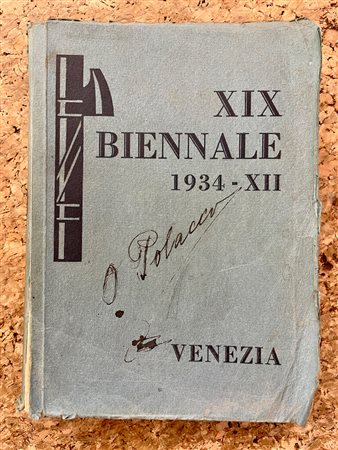 XIX
BIENNALE
1934-XII
O. Polacco
VENEZIA